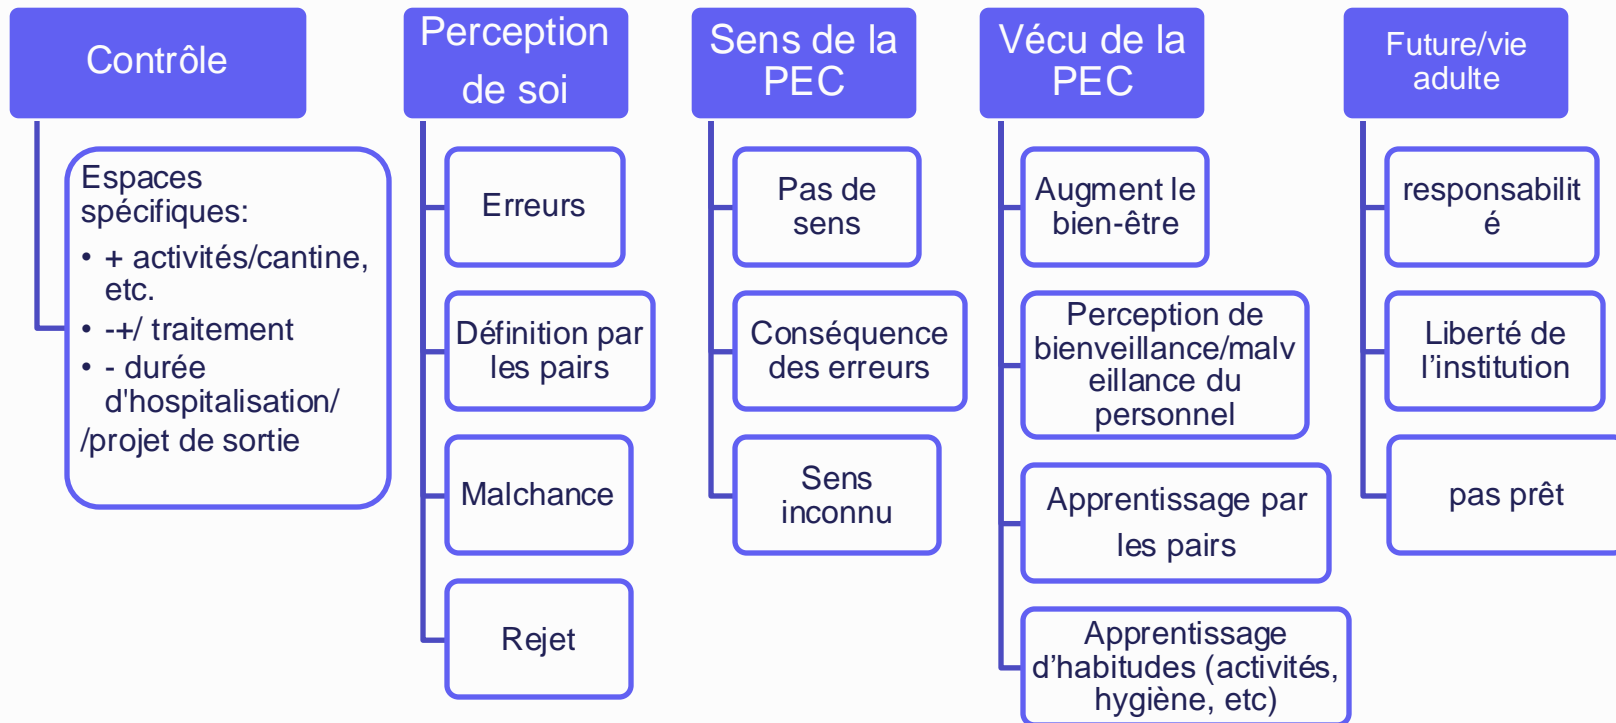 Contrôle
Espaces
spécifiques:
• + activités/cantine,
etc.
• -+/ traitement
• - durée
d'hospitalisation/
/projet de sortie
Perception
de soi
Erreurs
Définition par
les pairs
Malchance
Rejet
Sens de la
PEC
Pas de
sens
Conséquence
des erreurs
Sens
inconnu
Vécu de la
PEC
Augment le
bien-être
Perception de
bienveillance/malv
eillance du
personnel
Apprentissage par
les pairs
Apprentissage
d’habitudes (activités,
hygiène, etc)
Future/vie
adulte
responsabilit
é
Liberté de
l’institution
pas prêt